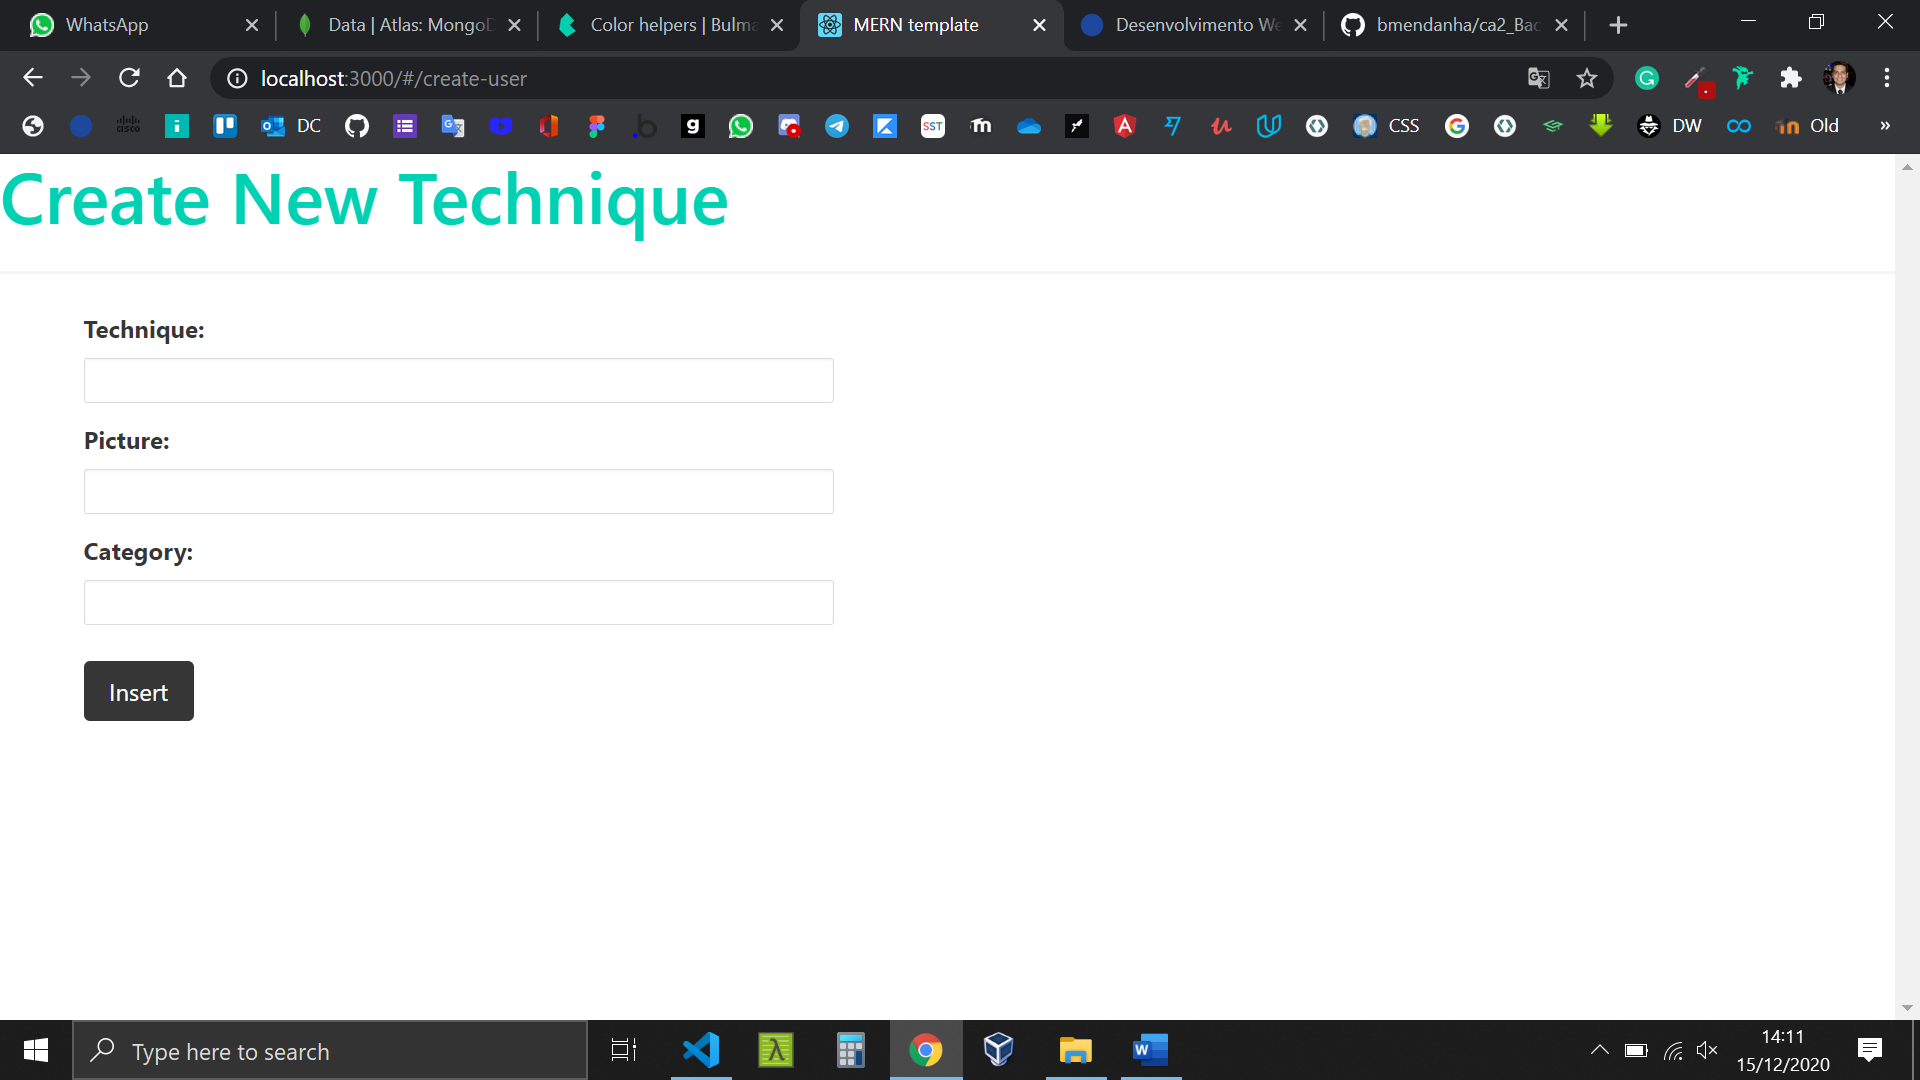 WhatsApp
Data | Atlas: MongoD
Color helpers | Bulma
MERN template
Desenvolvimento We
bmendanha/ca2_Bac
localhost:3000/#/create-user
DC
CSS
DW
Old
Create New Technique
Technique:
Picture:
Category:
Insert
Type here to search
14:11
15/12/2020